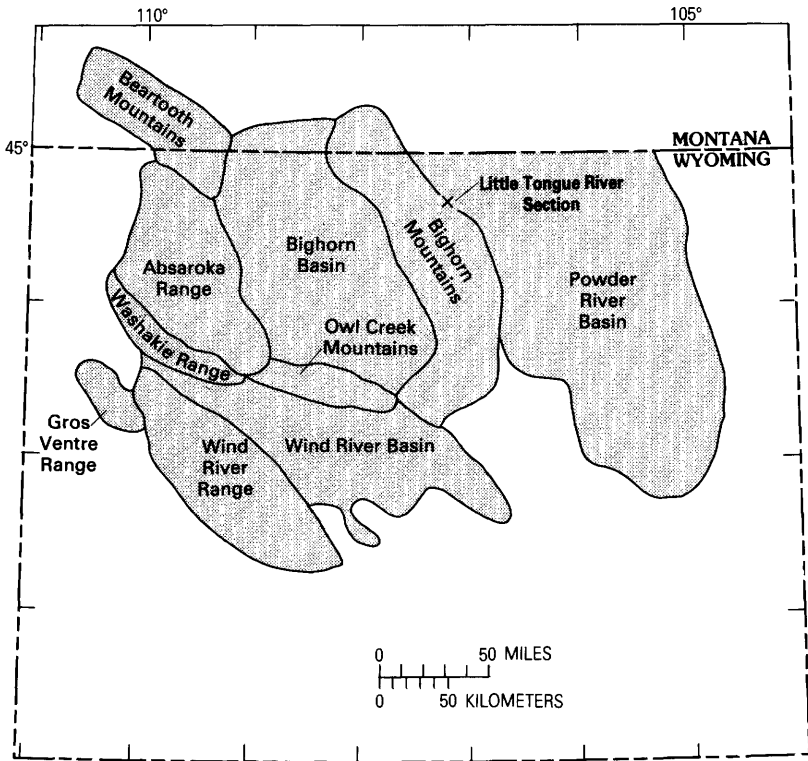 110°
105°
Beartooth
Mountains
45°
MONTANA
WYOMING
Little Tongue River
Section
Bighorn
Mountains
Bighorn
Basin
Absaroka
Range
Powder
River
Basin
Washakie Range
Owl Creek
Mountains
Gros
Ventre
Range
Wind
River
Range
Wind River Basin
0 50 MILES
0 50 KILOMETERS